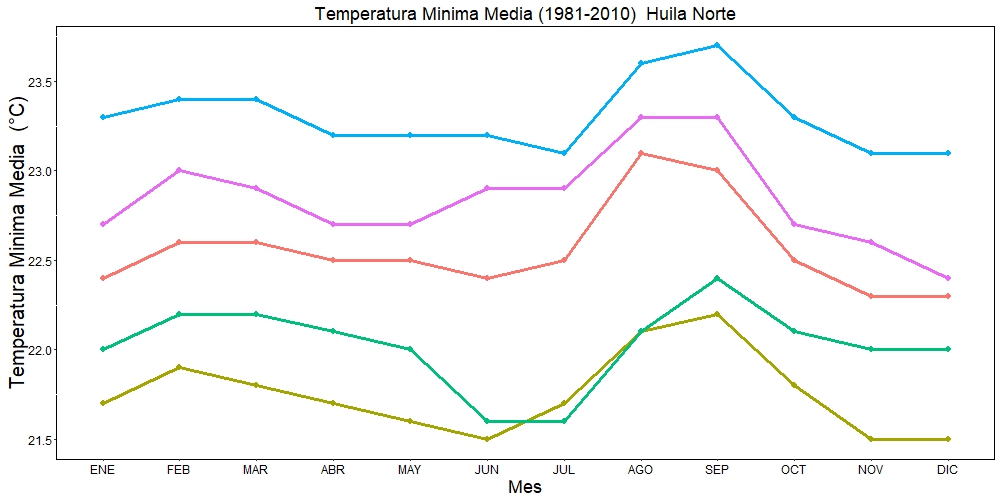 Temperatura Minima Media (1981-2010)  Huila Norte
Temperatura Minima Media  (°C)
23.5
23.0
22.5
22.0
21.5
ENE FEB MAR ABR MAY JUN JUL AGO SEP OCT NOV DIC
Mes